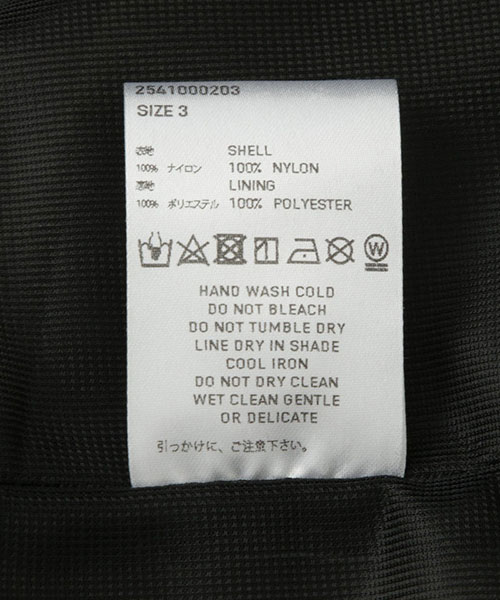 2541000203
SIZE 3
表地 SHELL
100% ナイロン 100% NYLON
裏地 LINING
100% ポリエステル 100% POLYESTER
W
HAND WASH COLD
DO NOT BLEACH
DO NOT TUMBLE DRY
LINE DRY IN SHADE
COOL IRON
DO NOT DRY CLEAN
WET CLEAN GENTLE
OR DELICATE
引っかけに、ご注意下さい。